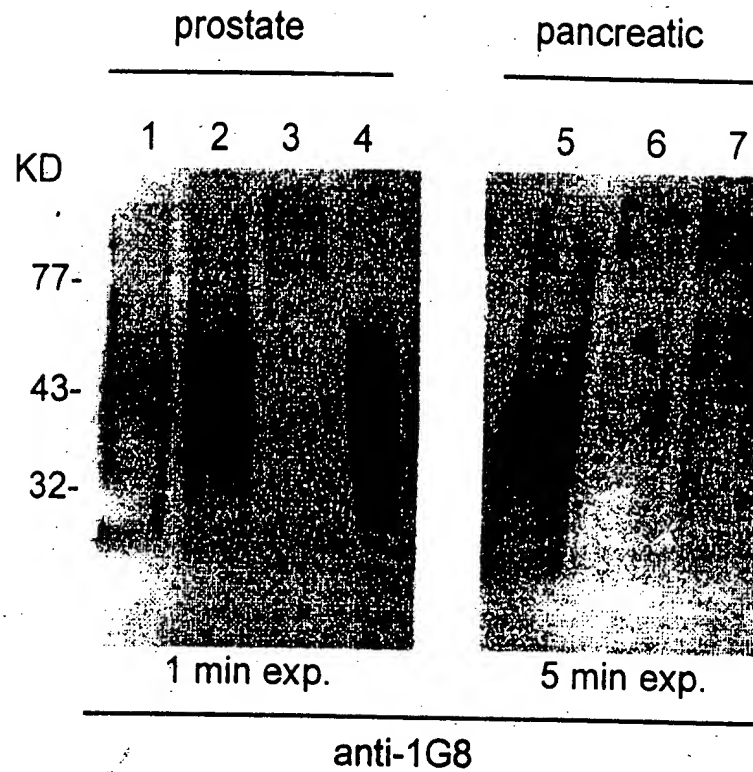 prostate pancreatic
1 2 3 4 5 6 7
KD
77-
43-
32-
1 min exp. 5 min exp.
anti-1G8